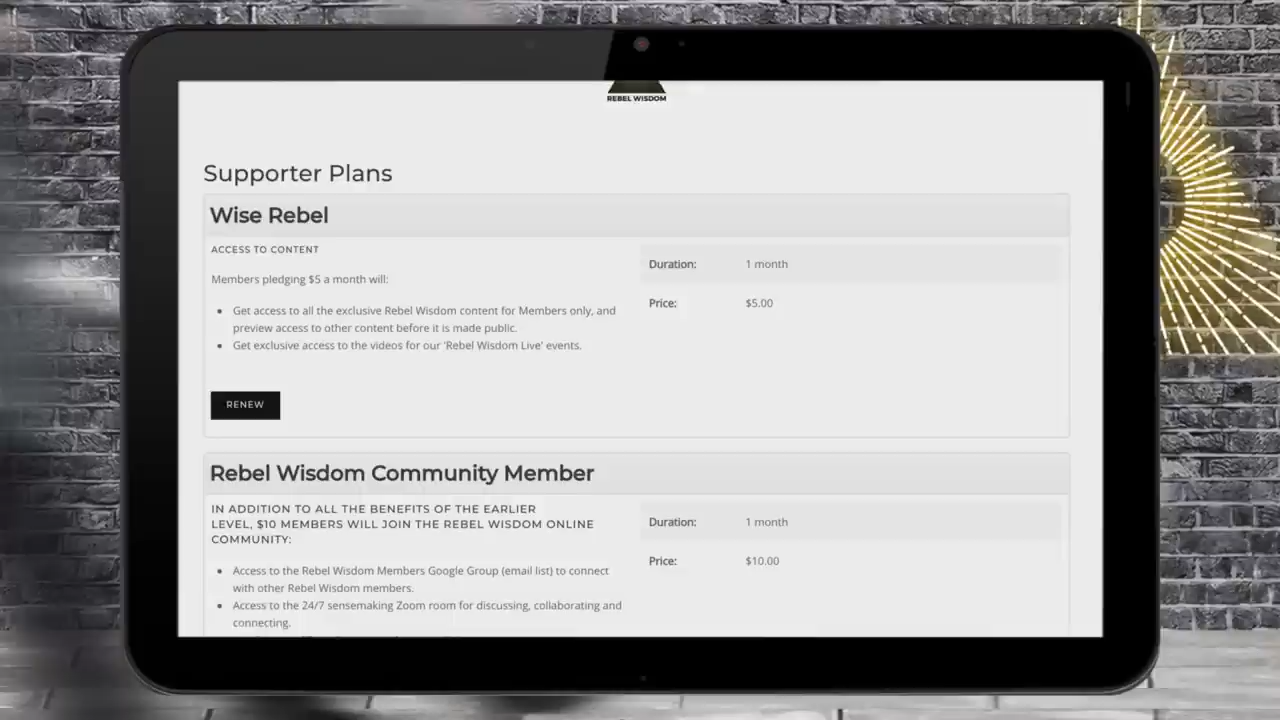 REBEL WISDOM
Supporter Plans
Wise Rebel
ACCESS TO CONTENT
Members pledging $5 a month will:
Get access to all the exclusive Rebel Wisdom content for Members only, and
preview access to other content before it is made public.
Get exclusive access to the videos for our 'Rebel Wisdom Live' events.
Duration: 1 month
Price: $5.00
RENEW
Rebel Wisdom Community Member
IN ADDITION TO ALL THE BENEFITS OF THE EARLIER
LEVEL, $10 MEMBERS WILL JOIN THE REBEL WISDOM ONLINE
COMMUNITY:
Access to the Rebel Wisdom Members Google Group (email list) to connect
with other Rebel Wisdom members.
Access to the 24/7 sensemaking Zoom room for discussing, collaborating and
connecting.
Duration: 1 month
Price: $10.00